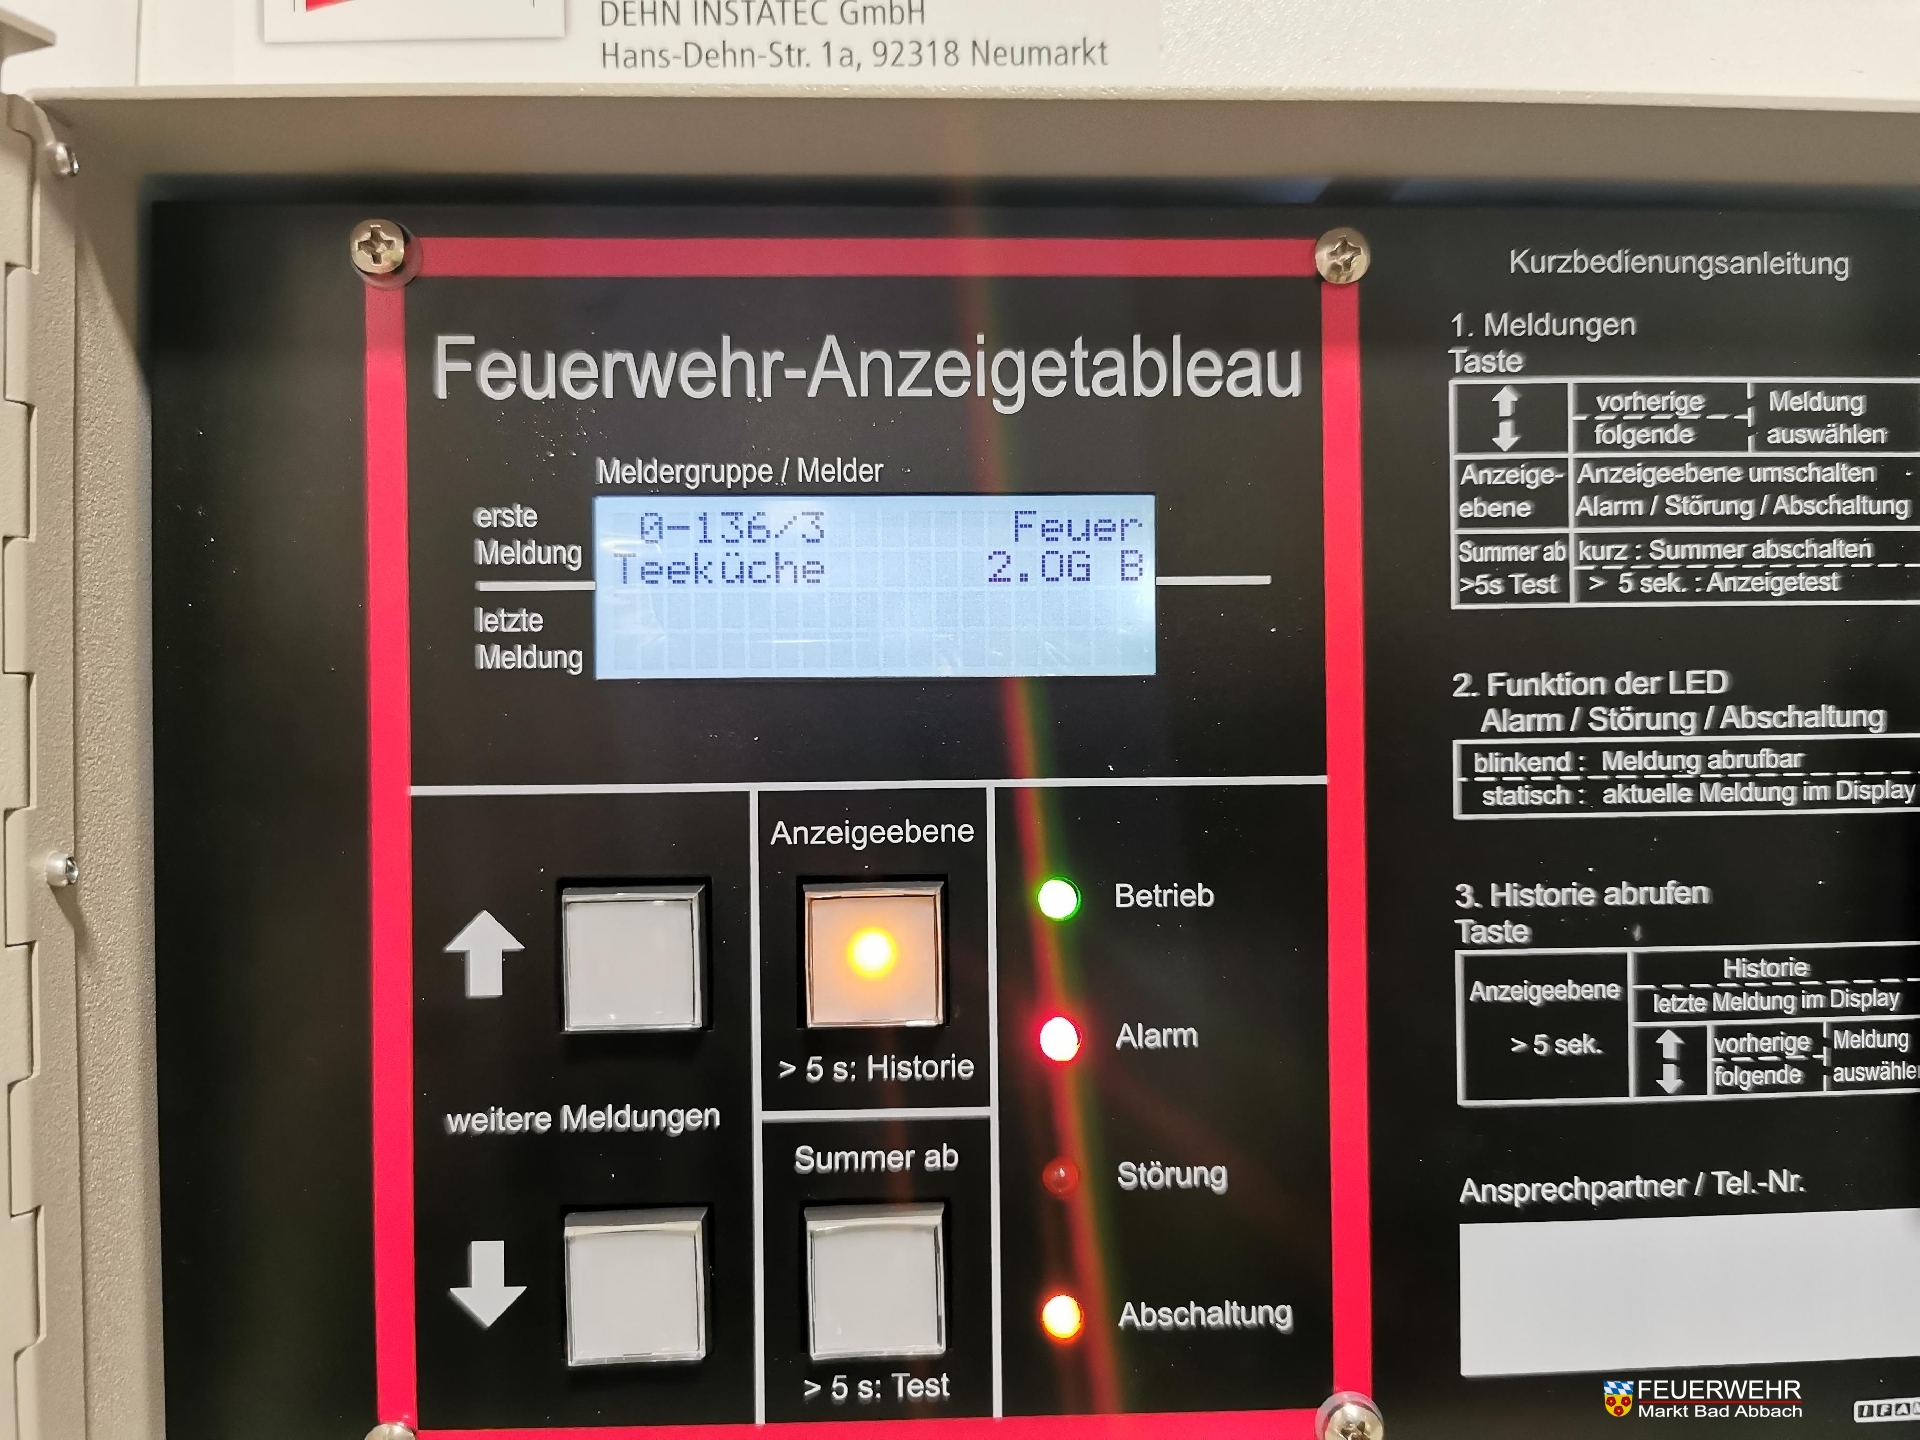 DEHN INSTATEC GmbH
Hans-Dehn-Str. 1a, 92318 Neumarkt
Feuerwehr-Anzeigetableau
Meldergruppe / Melder
erste
Meldung
0-136/3 Feuer
Teeküche 2.OG B
letzte
Meldung
Anzeigeebene
> 5 s: Historie
weitere Meldungen
Summer ab
> 5 s: Test
Betrieb
Alarm
Störung
Abschaltung
Kurzbedienungsanleitung
1. Meldungen
Taste
vorherige Meldung
folgende auswählen
Anzeige- Anzeigeebene umschalten
ebene Alarm / Störung / Abschaltung
Summer ab kurz : Summer abschalten
>5s Test > 5 sek. : Anzeigetest
2. Funktion der LED
Alarm / Störung / Abschaltung
blinkend : Meldung abrufbar
statisch : aktuelle Meldung im Display
3. Historie abrufen
Taste
Historie
Anzeigeebene letzte Meldung im Display
> 5 sek. vorherige Meldung
folgende auswähle
Ansprechpartner / Tel.-Nr.
FEUERWEHR
Markt Bad Abbach